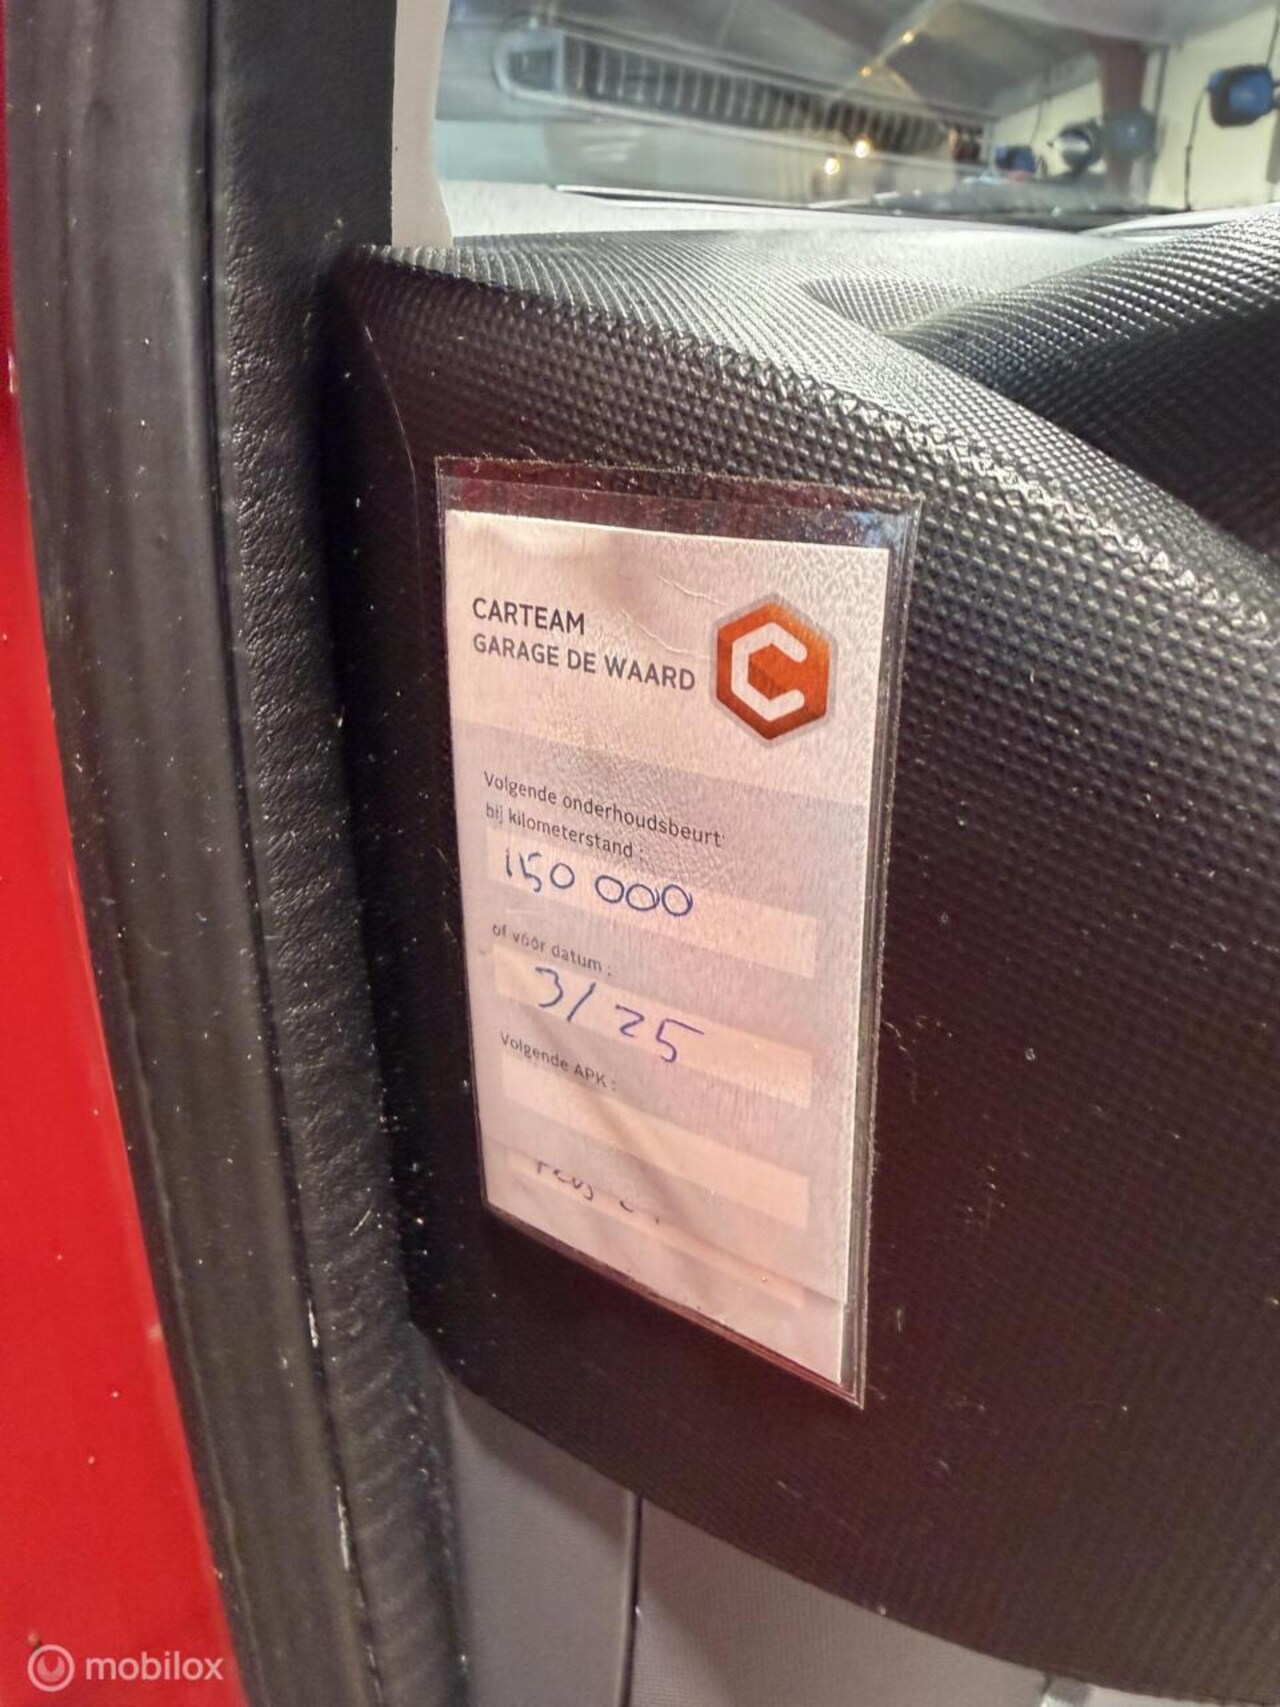 CARTEAM
GARAGE DE WAARD
Volgende onderhoudsbeurt:
bij kilometerstand :
150 000
of vóór datum :
3/25
Volgende APK :
mobilox